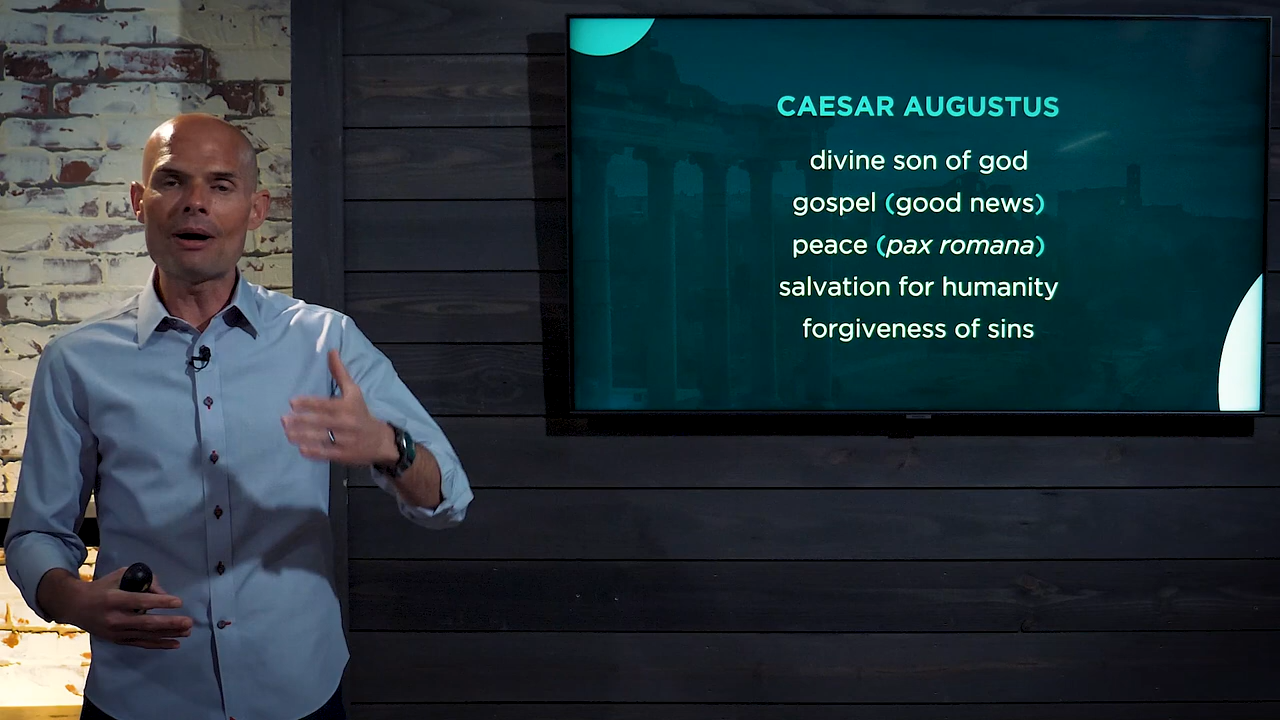 CAESAR AUGUSTUS
divine son of god
gospel (good news)
peace (pax romana)
salvation for humanity
forgiveness of sins